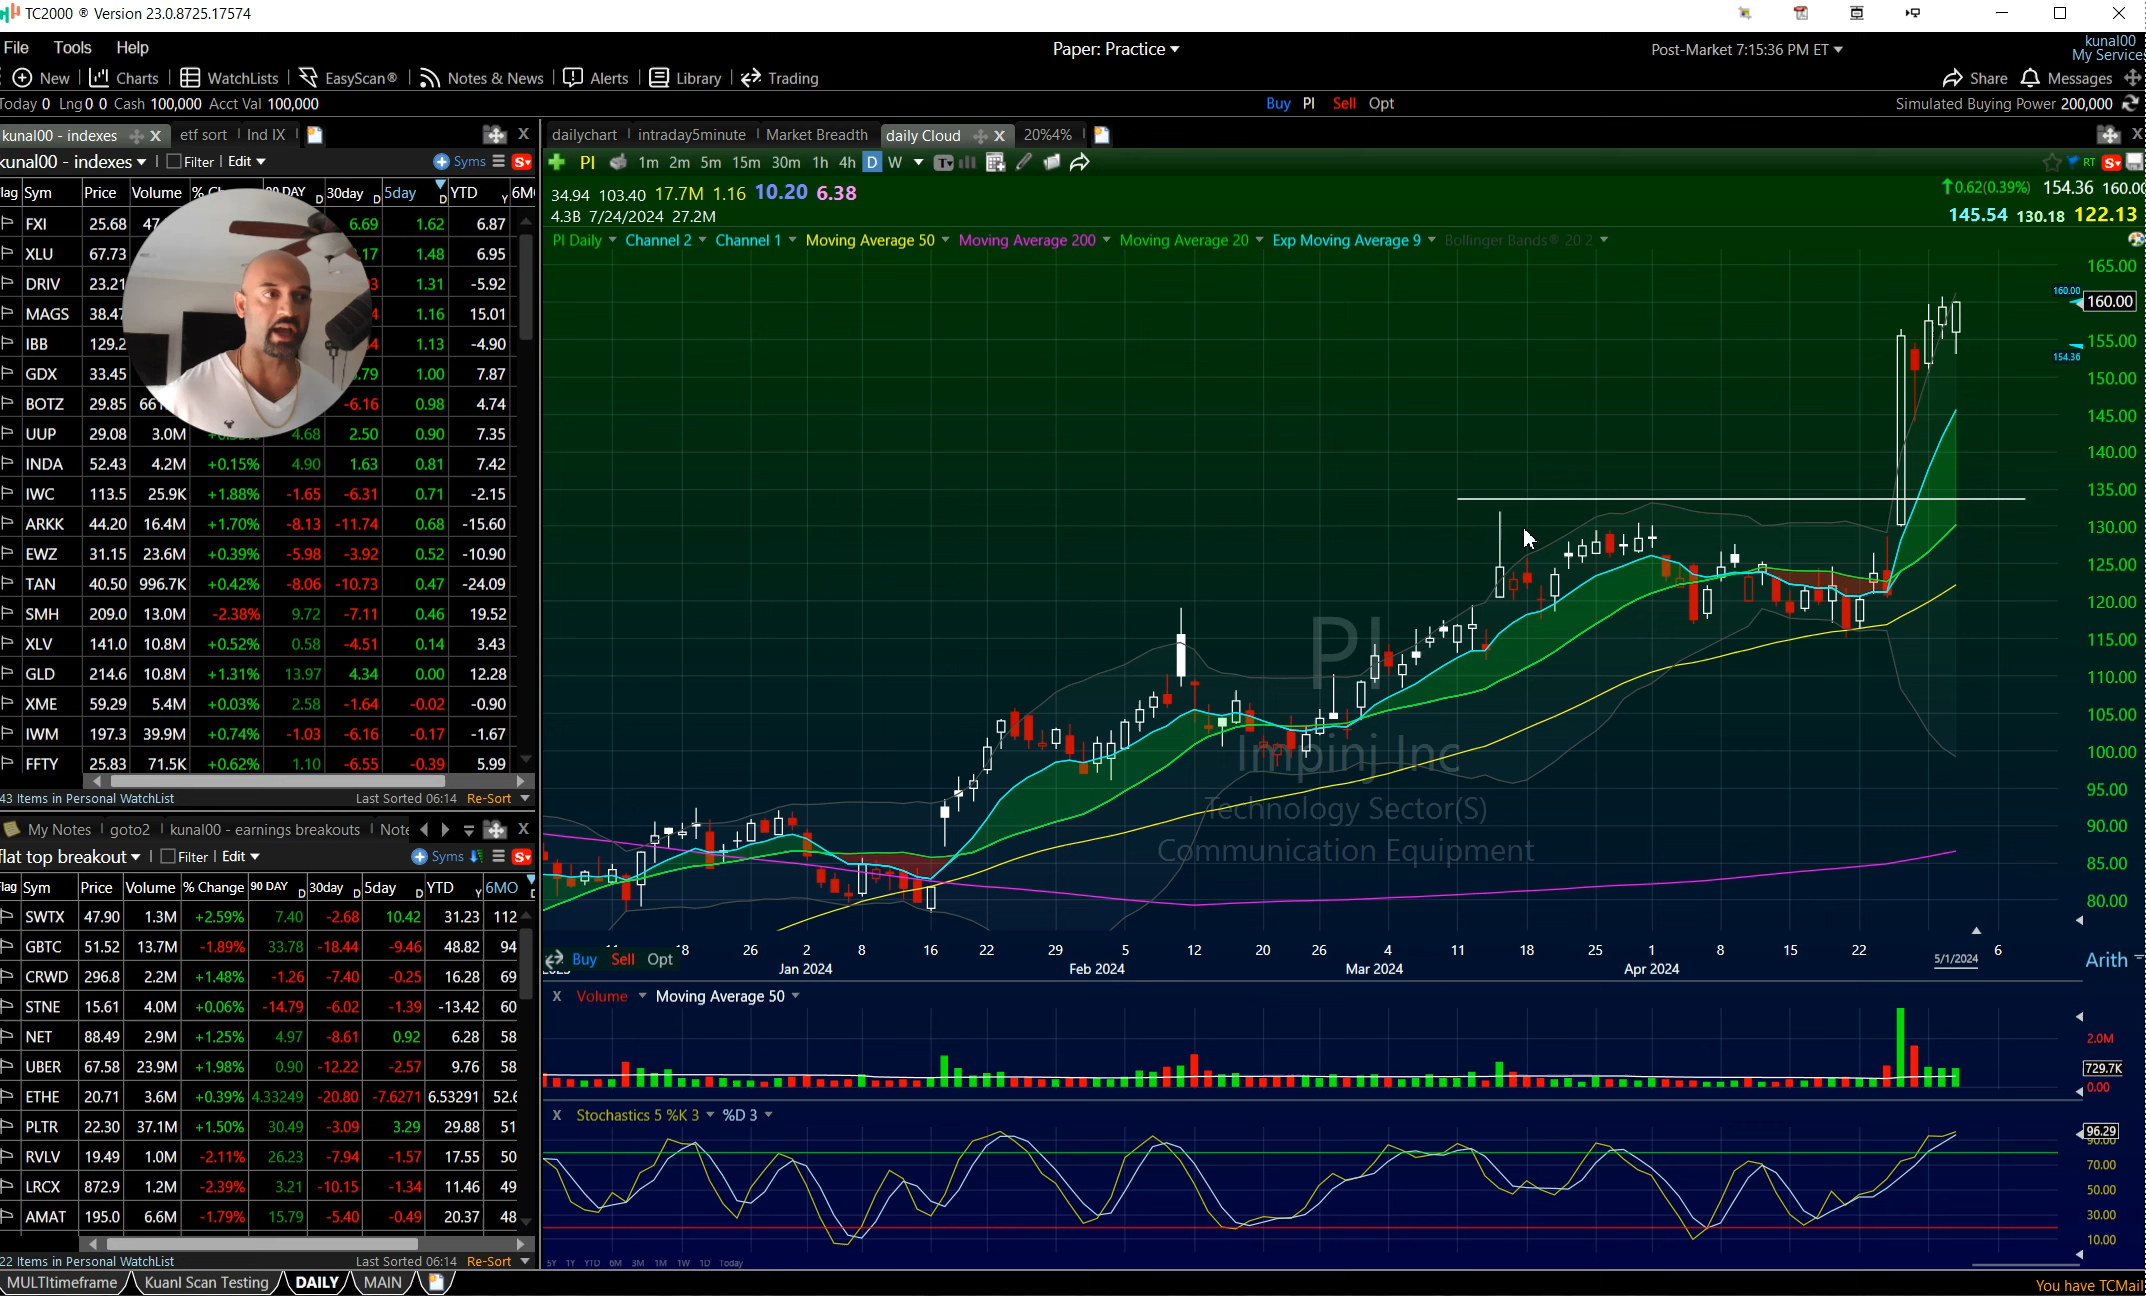 TC2000 ® Version 23.0.8725.17574
File Tools Help
Paper: Practice
Post-Market 7:15:36 PM ET
kunal00
My Service
New Charts WatchLists EasyScan® Notes & News Alerts Library Trading
Share Messages
Today 0 Lng 0 0 Cash 100,000 Acct Val 100,000
Buy PI Sell Opt
Simulated Buying Power 200,000
kunal00 - indexes etf sort Ind IX
kunal00 - indexes Filter Edit Syms
Sym Price Volume 30day 5day YTD
FXI 25.68 6.69 1.62 6.87
XLU 67.73 1.48 6.95
DRIV 23.21 1.31 -5.92
MAGS 38.47 1.16 15.01
IBB 129.2 1.13 -4.90
GDX 33.45 1.00 7.87
BOTZ 29.85 -6.16 0.98 4.74
UUP 29.08 3.0M 4.68 2.50 0.90 7.35
INDA 52.43 4.2M +0.15% 4.90 1.63 0.81 7.42
IWC 113.5 25.9K +1.88% -1.65 -6.31 0.71 -2.15
ARKK 44.20 16.4M +1.70% -8.13 -11.74 0.68 -15.60
EWZ 31.15 23.6M +0.39% -5.98 -3.92 0.52 -10.90
TAN 40.50 996.7K +0.42% -8.06 -10.73 0.47 -24.09
SMH 209.0 13.0M -2.38% 9.72 -7.11 0.46 19.52
XLV 141.0 10.8M +0.52% 0.58 -4.51 0.14 3.43
GLD 214.6 10.8M +1.31% 13.97 4.34 0.00 12.28
XME 59.29 5.4M +0.03% 2.58 -1.64 -0.02 -0.90
IWM 197.3 39.9M +0.74% -1.03 -6.16 -0.17 -1.67
FFTY 25.83 71.5K +0.62% 1.10 -6.55 -0.39 5.99
43 Items in Personal WatchList Last Sorted 06:14 Re-Sort
My Notes goto2 kunal00 - earnings breakouts Note
flat top breakout Filter Edit Syms
Sym Price Volume % Change 90 DAY 30day 5day YTD 6MO
SWTX 47.90 1.3M +2.59% 7.40 -2.68 10.42 31.23 112
GBTC 51.52 13.7M -1.89% 33.78 -18.44 -9.46 48.82 94
CRWD 296.8 2.2M +1.48% -1.26 -7.40 -0.25 16.28 69
STNE 15.61 4.0M +0.06% -14.79 -6.02 -1.39 -13.42 60
NET 88.49 2.9M +1.25% 4.97 -8.61 0.92 6.28 58
UBER 67.58 23.9M +1.98% 0.90 -12.22 -2.57 9.76 58
ETHE 20.71 3.6M +0.39% 4.33249 -20.80 -7.6271 6.53291 52.6
PLTR 22.30 37.1M +1.50% 30.49 -3.09 3.29 29.88 51
RVLV 19.49 1.0M -2.11% 26.23 -7.94 -1.57 17.55 50
LRCX 872.9 1.2M -2.39% 3.21 -10.15 -1.34 11.46 49
AMAT 195.0 6.6M -1.79% 15.79 -5.40 -0.49 20.37 48
22 Items in Personal WatchList Last Sorted 06:14 Re-Sort
MULTItimeframe Kuanl Scan Testing DAILY MAIN
dailychart intraday5minute Market Breadth daily Cloud 20%4%
PI 1m 2m 5m 15m 30m 1h 4h D W
RT
34.94 103.40 17.7M 1.16 10.20 6.38
0.62(0.39%) 154.36 160.00
4.3B 7/24/2024 27.2M
145.54 130.18 122.13
PI Daily Channel 2 Channel 1 Moving Average 50 Moving Average 200 Moving Average 20 Exp Moving Average 9 Bollinger Bands® 20 2
165.00
160.00
160.00
154.36
155.00
150.00
145.00
140.00
135.00
130.00
125.00
120.00
115.00
110.00
105.00
100.00
95.00
90.00
85.00
80.00
PI
Impinj Inc
Technology Sector(S)
Communication Equipment
18 26 2 8 16 22 29 5 12 20 26 4 11 18 25 1 8 15 22 5/1/2024 6
Jan 2024 Feb 2024 Mar 2024 Apr 2024
Buy Sell Opt
Arith
X Volume Moving Average 50
2.0M
729.7K
0.00
X Stochastics 5 %K 3 %D 3
96.29
90.00
70.00
50.00
30.00
10.00
5Y 1Y YTD 6M 3M 1M 1W 1D Today
You have TCMail